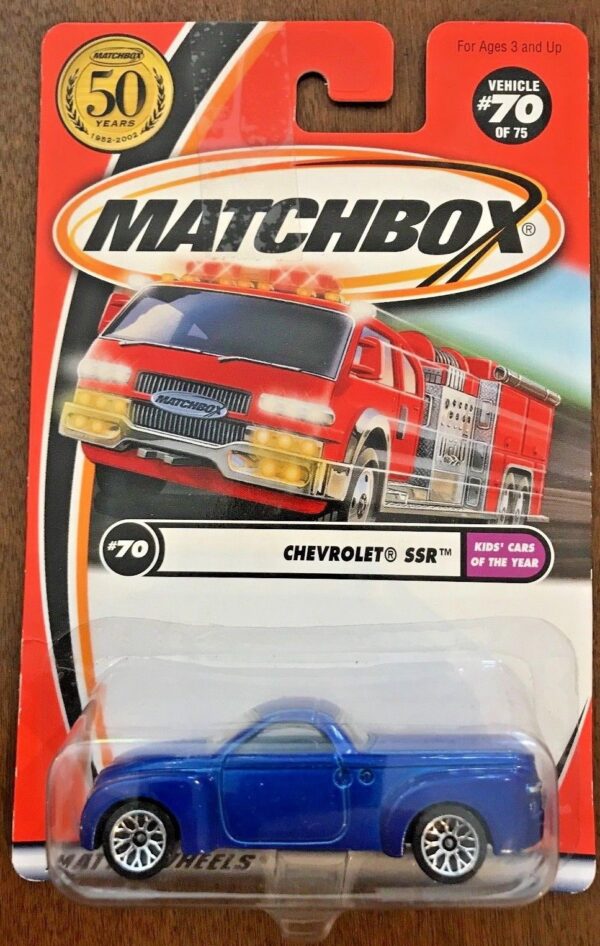 MATCHBOX
50
YEARS
1952-2002
For Ages 3 and Up
VEHICLE
#70
OF 75
MATCHBOX®
MATCHBOX
#70
CHEVROLET® SSR™
KIDS' CARS
OF THE YEAR
WHEELS